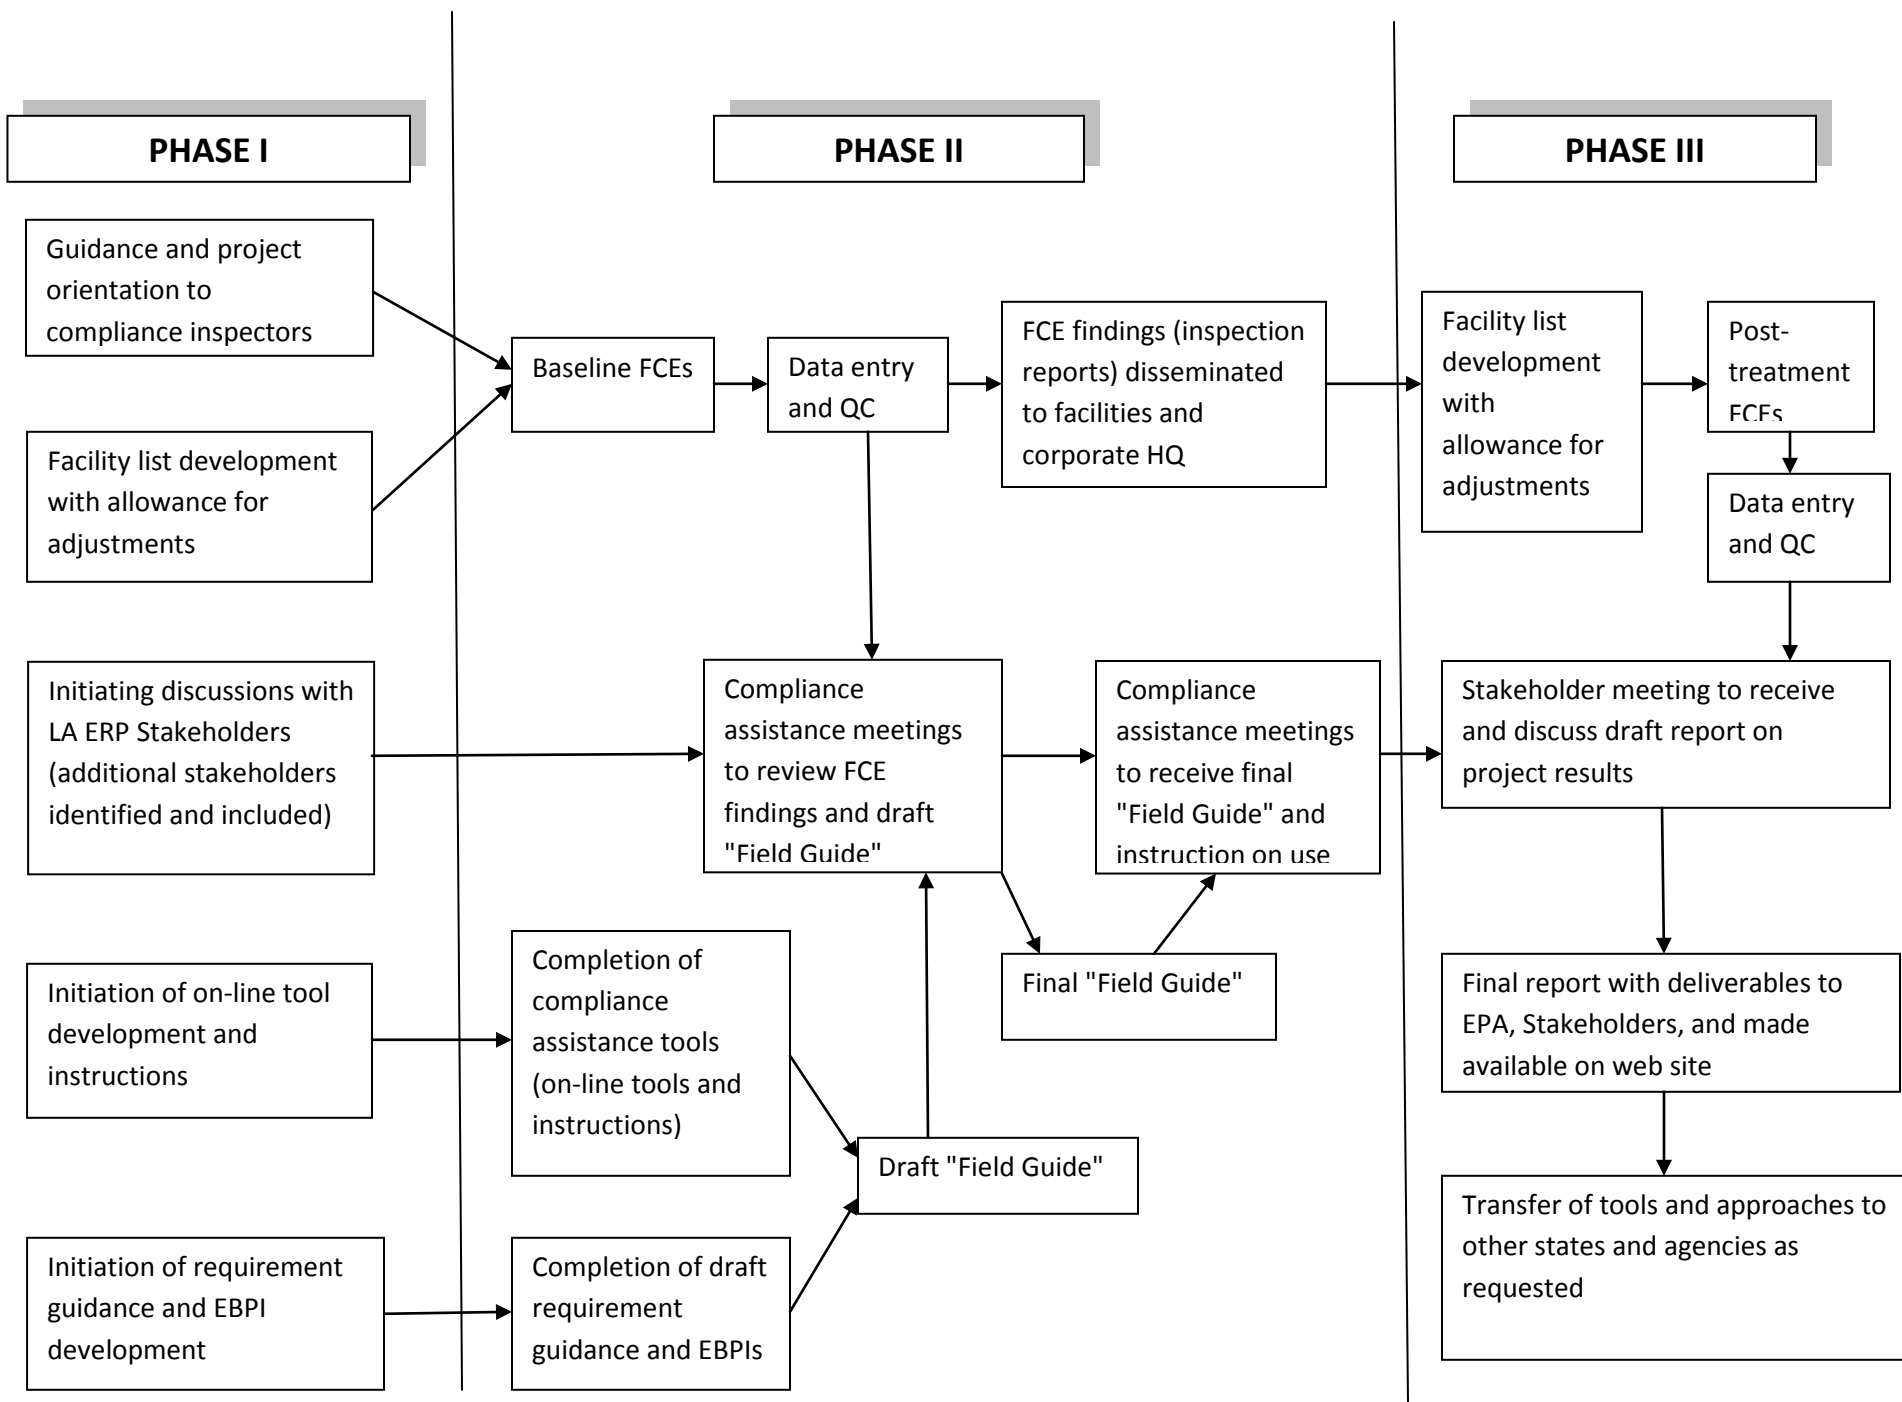 PHASE I
PHASE II
PHASE III
Guidance and project
orientation to
compliance inspectors
Facility list development
with allowance for
adjustments
Initiating discussions with
LA ERP Stakeholders
(additional stakeholders
identified and included)
Initiation of on-line tool
development and
instructions
Initiation of requirement
guidance and EBPI
development
Baseline FCEs
Data entry
and QC
FCE findings (inspection
reports) disseminated
to facilities and
corporate HQ
Compliance
assistance meetings
to review FCE
findings and draft
"Field Guide"
Compliance
assistance meetings
to receive final
"Field Guide" and
instruction on use
Completion of
compliance
assistance tools
(on-line tools and
instructions)
Final "Field Guide"
Draft "Field Guide"
Completion of draft
requirement
guidance and EBPIs
Facility list
development
with
allowance for
adjustments
Post-
treatment
FCEs
Data entry
and QC
Stakeholder meeting to receive
and discuss draft report on
project results
Final report with deliverables to
EPA, Stakeholders, and made
available on web site
Transfer of tools and approaches to
other states and agencies as
requested